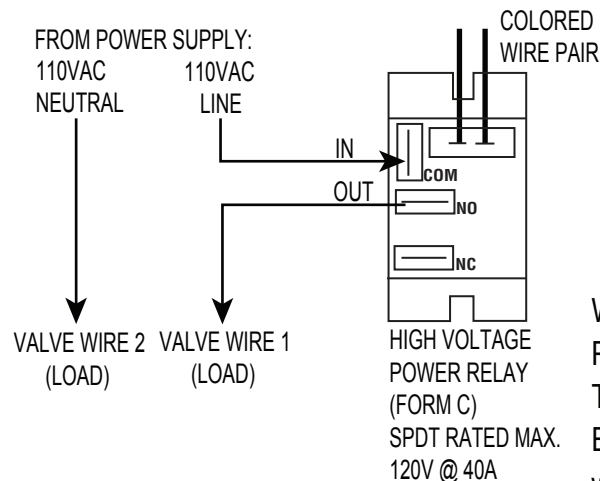 COLORED
WIRE PAIR
FROM POWER SUPPLY:
110VAC
NEUTRAL
110VAC
LINE
IN
COM
OUT
NO
NC
VALVE WIRE 2
(LOAD)
VALVE WIRE 1
(LOAD)
HIGH VOLTAGE
POWER RELAY
(FORM C)
SPDT RATED MAX.
120V @ 40A